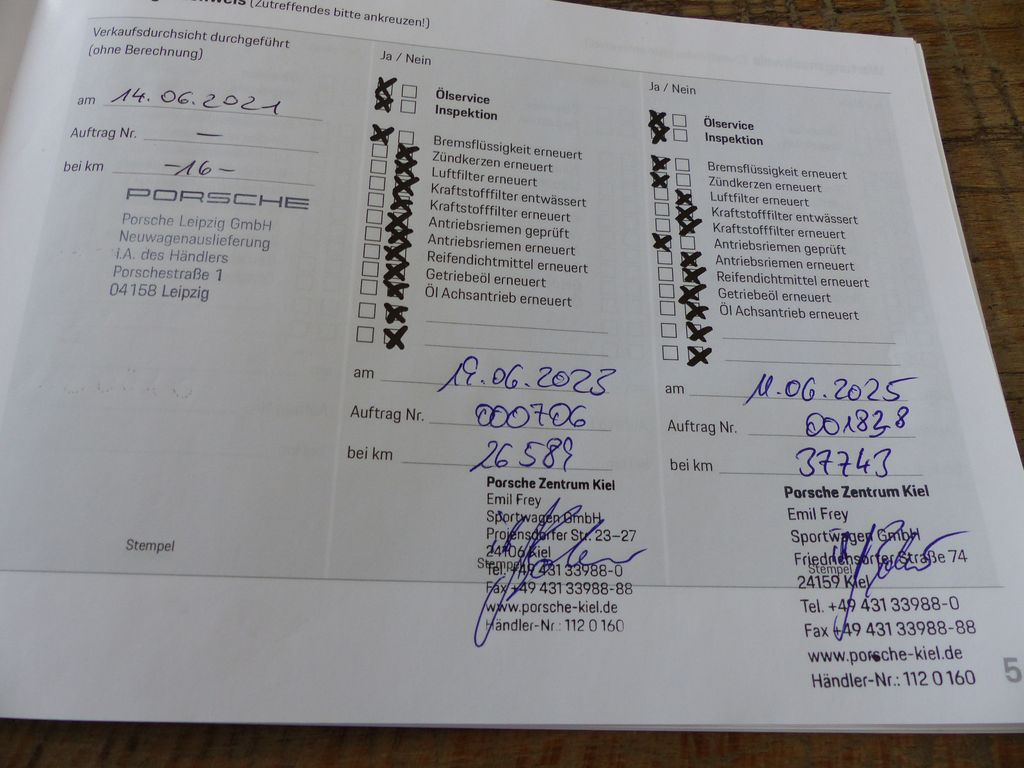 (Zutreffendes bitte ankreuzen!)
Verkaufsdurchsicht durchgeführt
(ohne Berechnung)
am 14.06.2021
Auftrag Nr. —
bei km -16-
PORSCHE
Porsche Leipzig GmbH
Neuwagenauslieferung
i.A. des Händlers
Porschestraße 1
04158 Leipzig
Stempel
Ja / Nein
Ölservice
Inspektion
Bremsflüssigkeit erneuert
Zündkerzen erneuert
Luftfilter erneuert
Kraftstofffilter entwässert
Kraftstofffilter erneuert
Antriebsriemen geprüft
Antriebsriemen erneuert
Reifendichtmittel erneuert
Getriebeöl erneuert
Öl Achsantrieb erneuert
am 19.06.2023
Auftrag Nr. 000706
bei km 26589
Porsche Zentrum Kiel
Emil Frey
Sportwagen GmbH
Projensdorfer Str. 23-27
24106 Kiel
Stempel
Tel. +49 431 33988-0
Fax +49 431 33988-88
www.porsche-kiel.de
Händler-Nr.: 112 0 160
Ja / Nein
Ölservice
Inspektion
Bremsflüssigkeit erneuert
Zündkerzen erneuert
Luftfilter erneuert
Kraftstofffilter entwässert
Kraftstofffilter erneuert
Antriebsriemen geprüft
Antriebsriemen erneuert
Reifendichtmittel erneuert
Getriebeöl erneuert
Öl Achsantrieb erneuert
am 11.06.2025
Auftrag Nr. 001838
bei km 37743
Porsche Zentrum Kiel
Emil Frey
Sportwagen GmbH
Friedrichsorter Straße 74
Stempel
24159 Kiel
Tel. +49 431 33988-0
Fax +49 431 33988-88
www.porsche-kiel.de
Händler-Nr.: 112 0 160
5